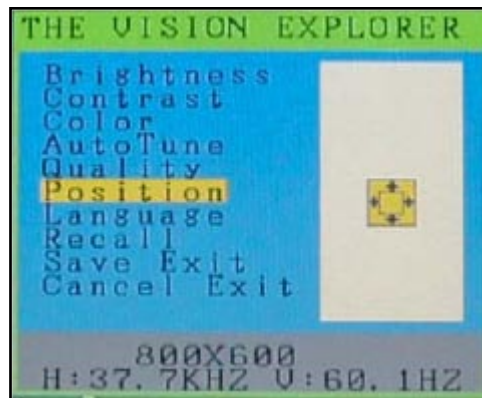 THE VISION EXPLORER
Brightness
Contrast
Color
AutoTune
Quality
Position
Language
Recall
Save Exit
Cancel Exit
800X600
H:37.7KHZ V:60.1HZ